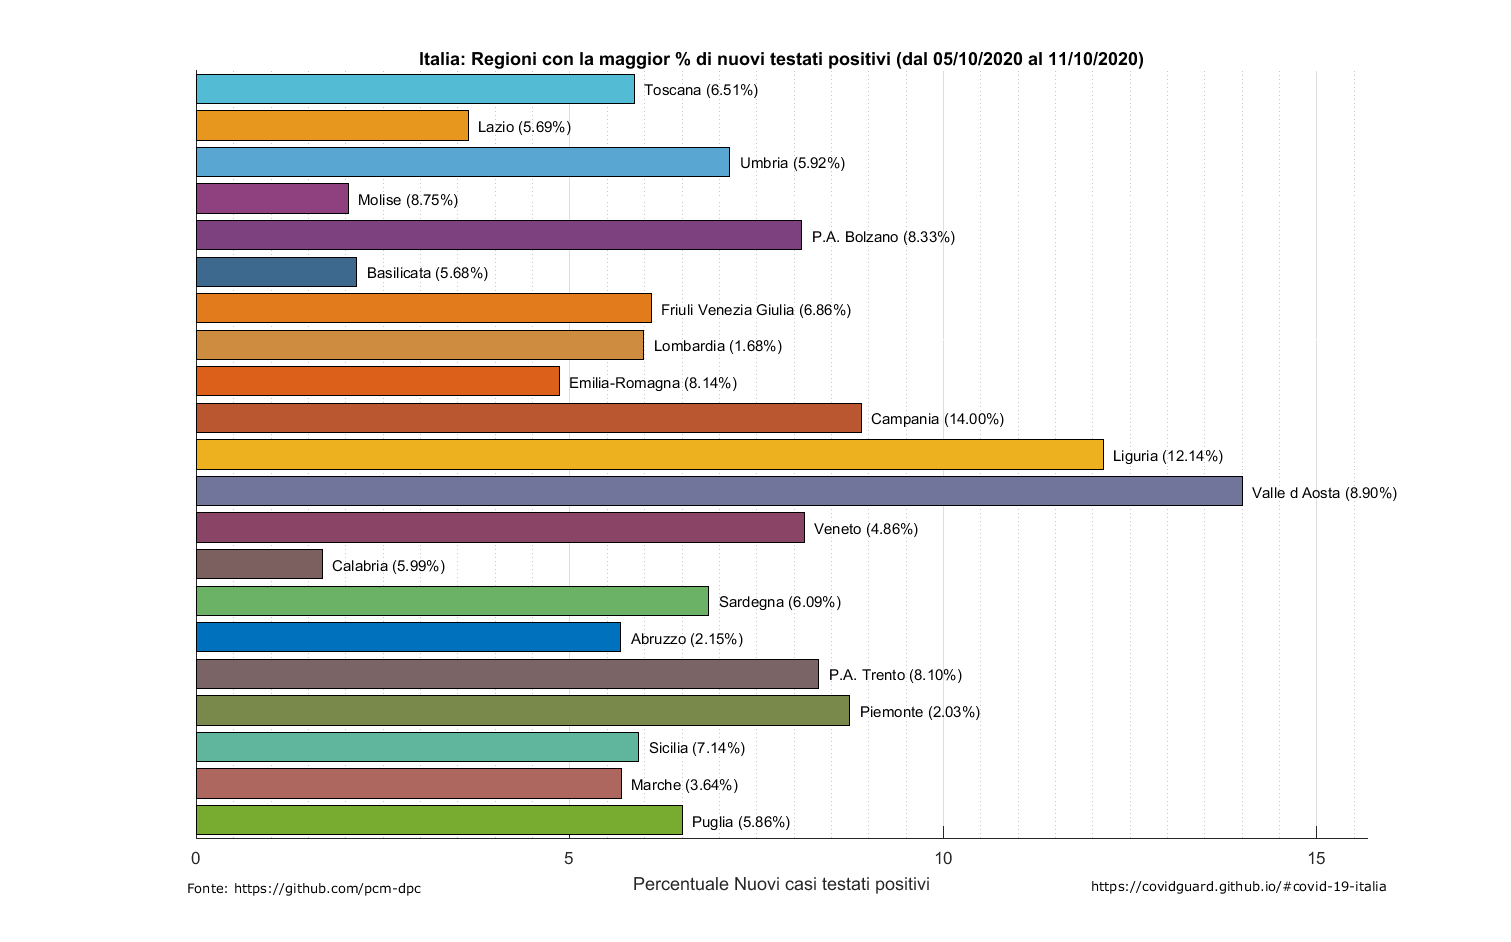 Italia: Regioni con la maggior % di nuovi testati positivi (dal 05/10/2020 al 11/10/2020)
Toscana (6.51%)
Lazio (5.69%)
Umbria (5.92%)
Molise (8.75%)
P.A. Bolzano (8.33%)
Basilicata (5.68%)
Friuli Venezia Giulia (6.86%)
Lombardia (1.68%)
Emilia-Romagna (8.14%)
Campania (14.00%)
Liguria (12.14%)
Valle d Aosta (8.90%)
Veneto (4.86%)
Calabria (5.99%)
Sardegna (6.09%)
Abruzzo (2.15%)
P.A. Trento (8.10%)
Piemonte (2.03%)
Sicilia (7.14%)
Marche (3.64%)
Puglia (5.86%)
0 5 10 15
Percentuale Nuovi casi testati positivi
Fonte: https://github.com/pcm-dpc
https://covidguard.github.io/#covid-19-italia